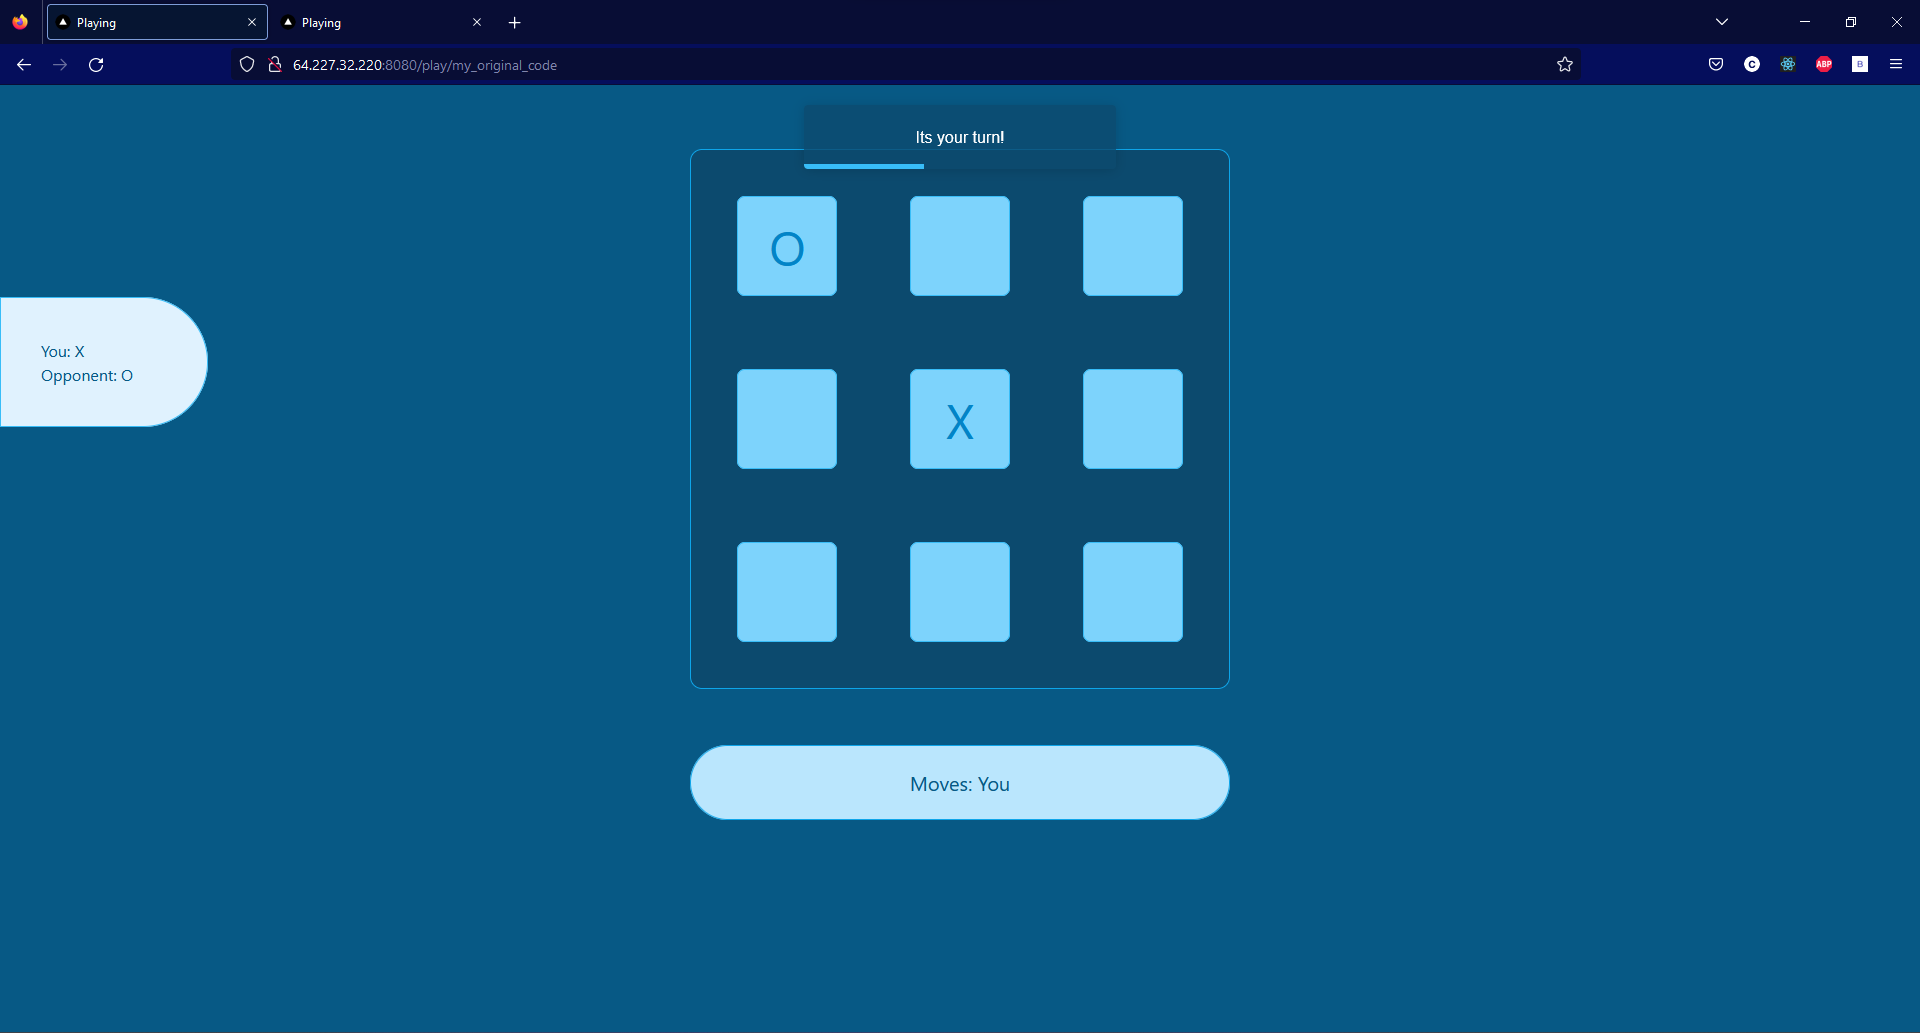 Playing
Playing
64.227.32.220:8080/play/my_original_code
C
ABP
B
Its your turn!
O
You: X
Opponent: O
X
Moves: You